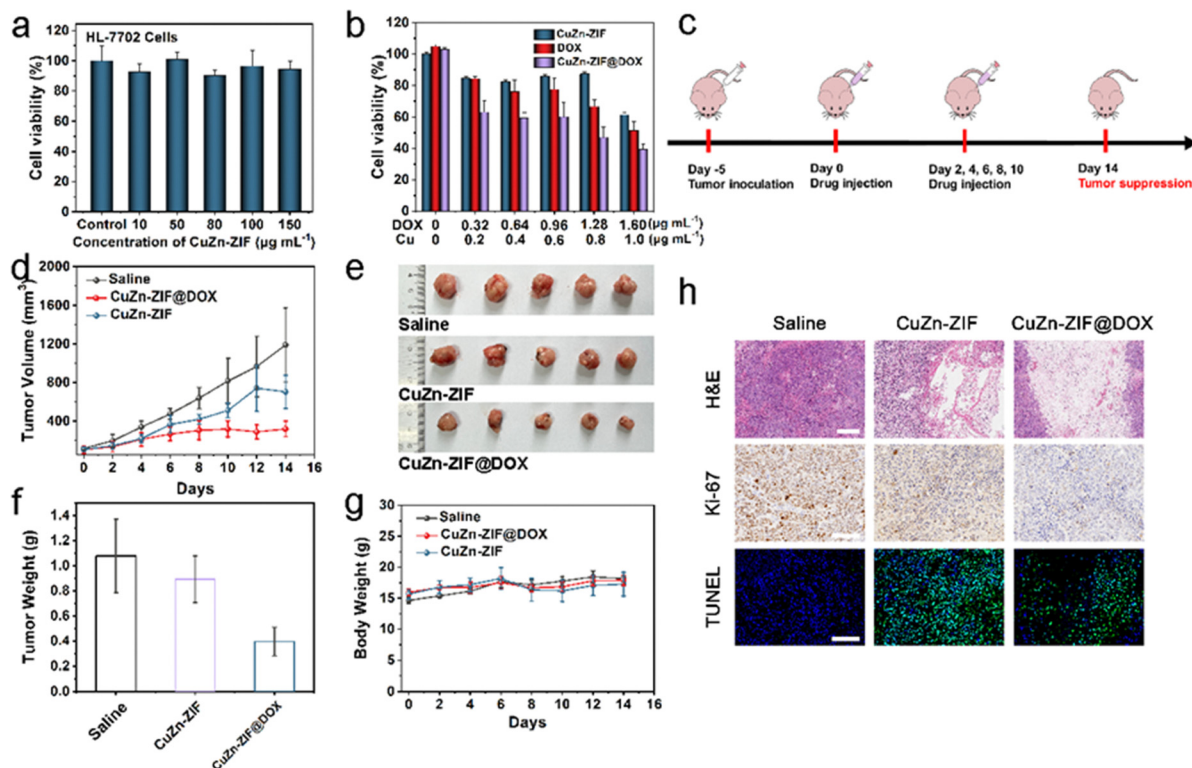 a
HL-7702 Cells
Cell viability (%)
120
100
80
60
40
20
0
Control 10 50 80 100 150
Concentration of CuZn-ZIF (μg mL⁻¹)
b
CuZn-ZIF
DOX
CuZn-ZIF@DOX
Cell viability (%)
120
100
80
60
40
20
0
DOX 0 0.32 0.64 0.96 1.28 1.60 (μg mL⁻¹)
Cu 0 0.2 0.4 0.6 0.8 1.0 (μg mL⁻¹)
c
Day -5
Tumor inoculation
Day 0
Drug injection
Day 2, 4, 6, 8, 10
Drug injection
Day 14
Tumor suppression
d
Saline
CuZn-ZIF@DOX
CuZn-ZIF
Tumor Volume (mm³)
2000
1600
1200
800
400
0 2 4 6 8 10 12 14 16
Days
e
Saline
CuZn-ZIF
CuZn-ZIF@DOX
f
Tumor Weight (g)
1.4
1.2
1.0
0.8
0.6
0.4
0.2
0.0
Saline
CuZn-ZIF
CuZn-ZIF@DOX
g
Saline
CuZn-ZIF@DOX
CuZn-ZIF
Body Weight (g)
30
25
20
15
10
5
0
0 2 4 6 8 10 12 14 16
Days
h
Saline CuZn-ZIF CuZn-ZIF@DOX
H&E
Ki-67
TUNEL